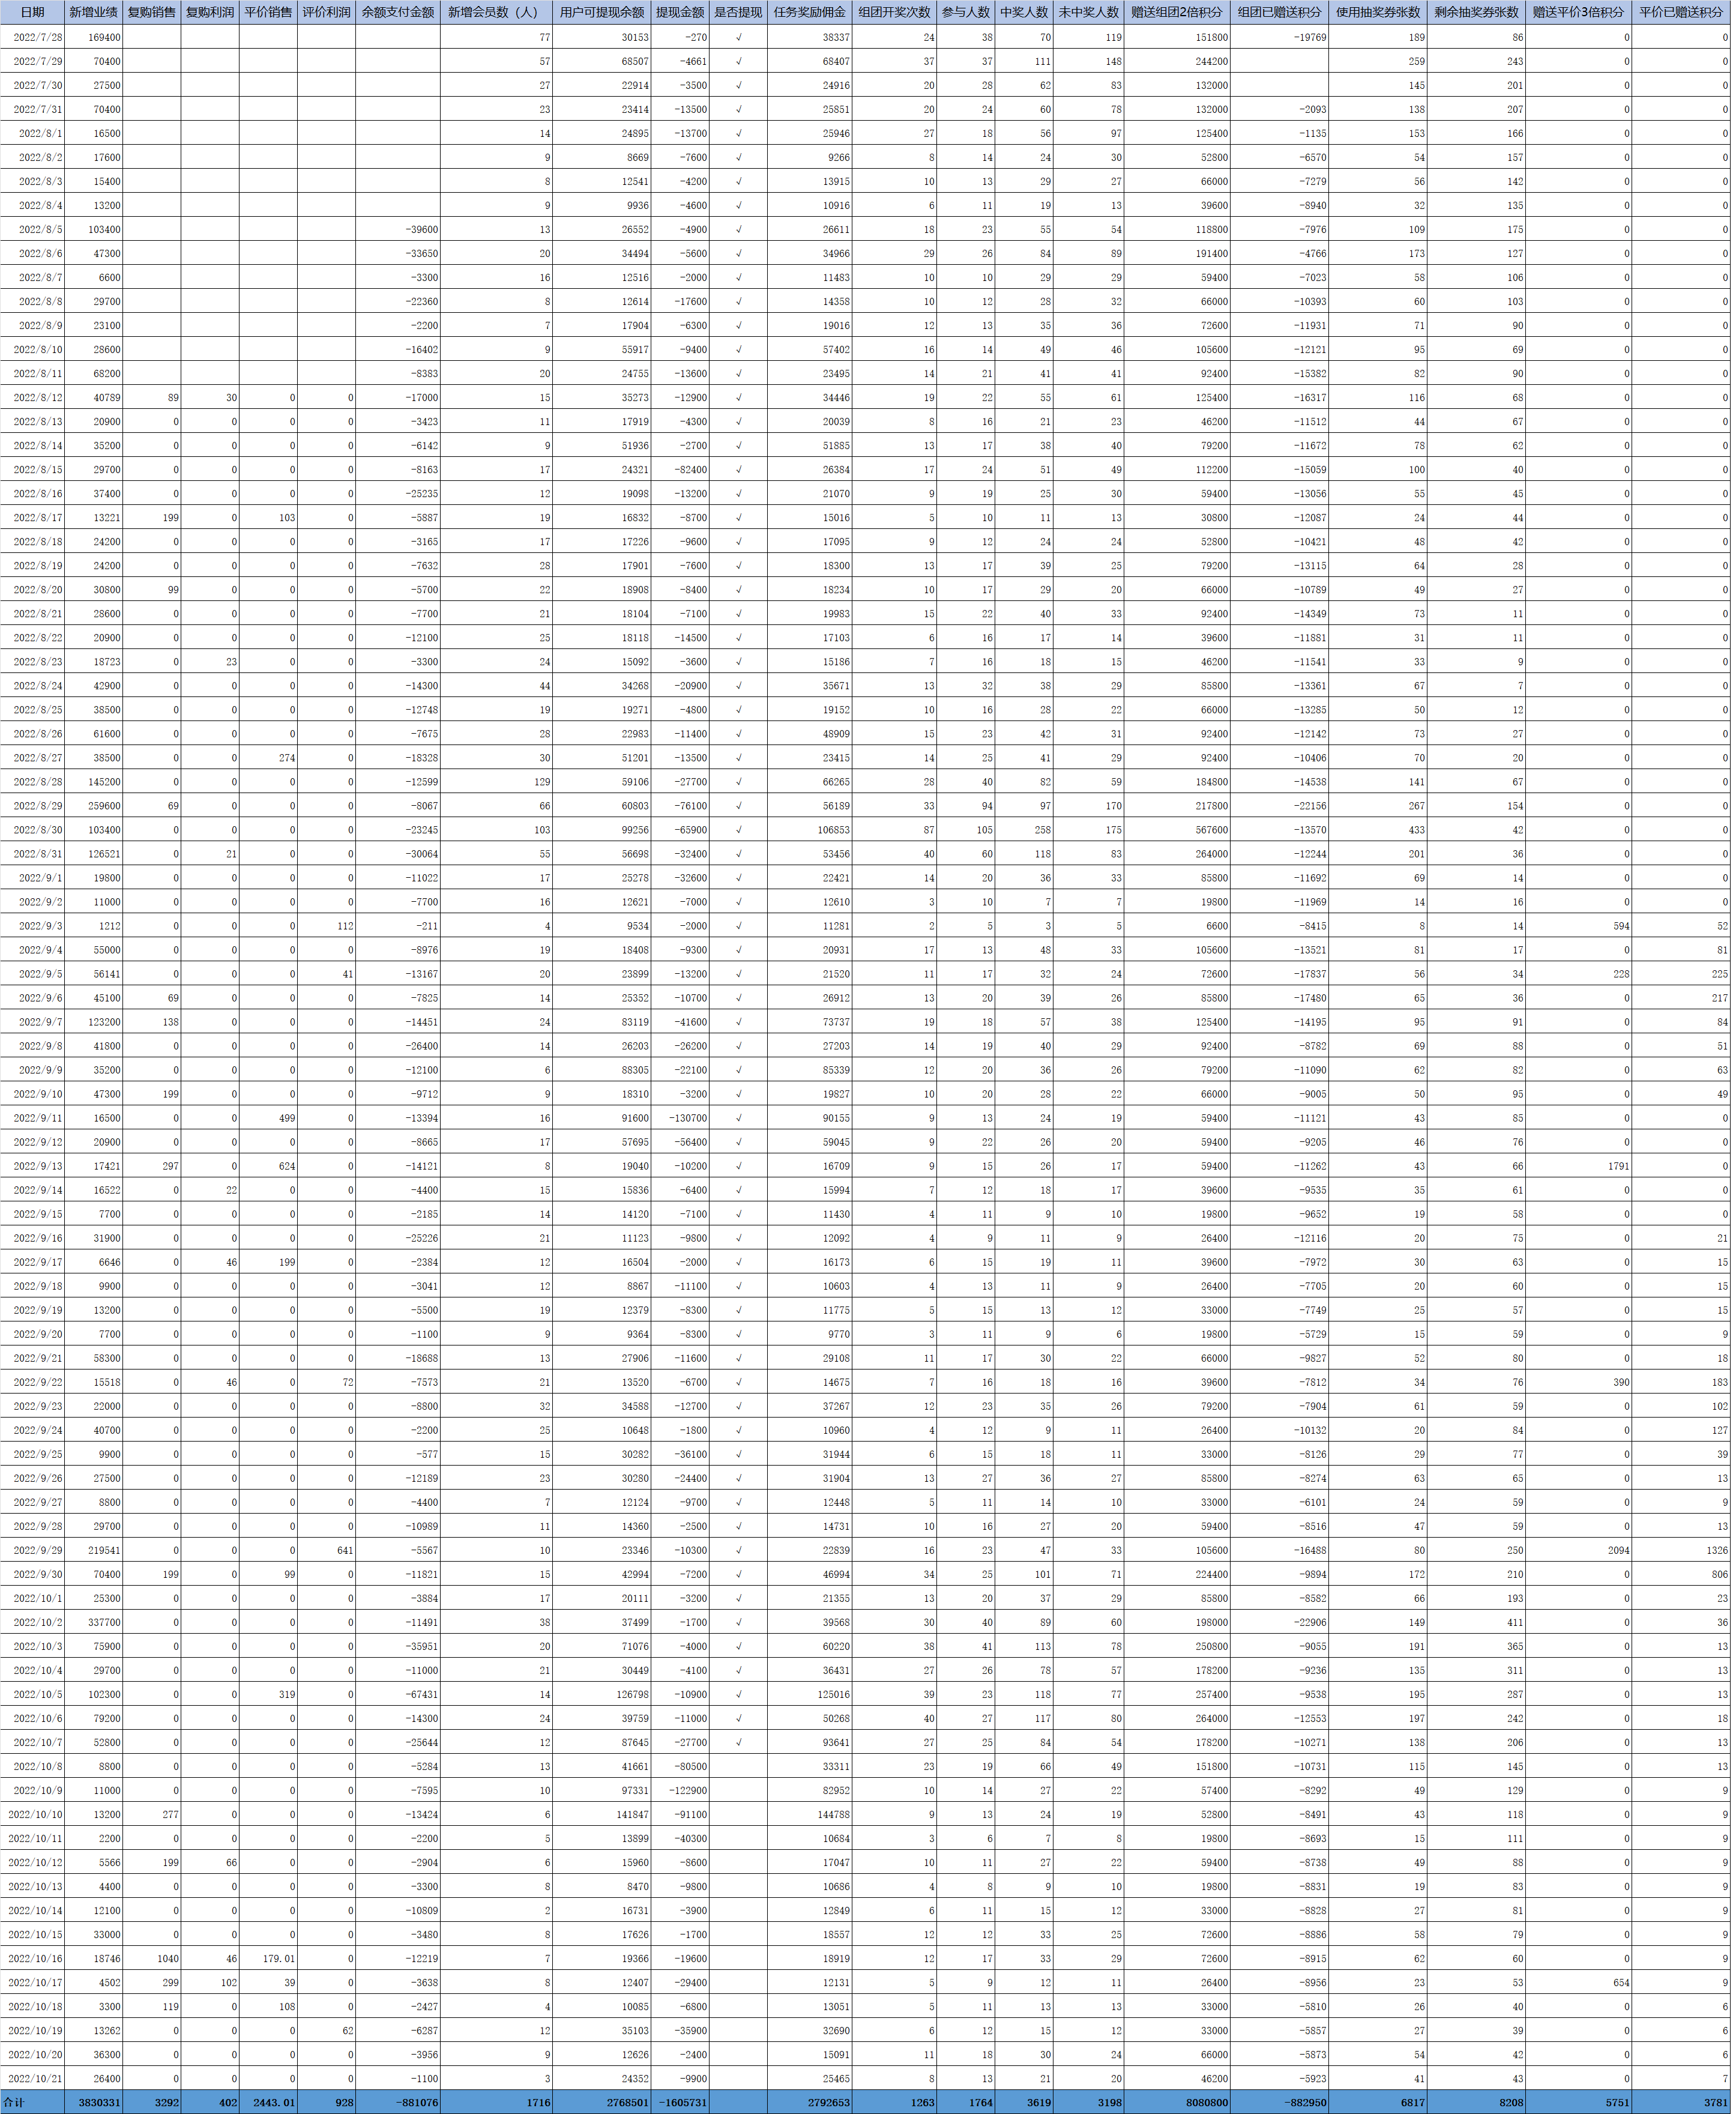 日期 新增业绩 复购销售 复购利润 平价销售 评价利润 余额支付金额 新增会员数（人） 用户可提现余额 提现金额 是否提现 任务奖励佣金 组团开奖次数 参与人数 中奖人数 未中奖人数 赠送组团2倍积分 组团已赠送积分 使用抽奖券张数 剩余抽奖券张数 赠送平价3倍积分 平价已赠送积分
2022/7/28 169400 77 30153 -270 √ 38337 24 38 70 119 151800 -19769 189 86 0 0
2022/7/29 70400 57 68507 -4661 √ 68407 37 37 111 148 244200 259 243 0 0
2022/7/30 27500 27 22914 -3500 √ 24916 20 28 62 83 132000 145 201 0 0
2022/7/31 70400 23 23414 -13500 √ 25851 20 24 60 78 132000 -2093 138 207 0 0
2022/8/1 16500 14 24895 -13700 √ 25946 27 18 56 97 125400 -1135 153 166 0 0
2022/8/2 17600 9 8669 -7600 √ 9266 8 14 24 30 52800 -6570 54 157 0 0
2022/8/3 15400 8 12541 -4200 √ 13915 10 13 29 27 66000 -7279 56 142 0 0
2022/8/4 13200 9 9936 -4600 √ 10916 6 11 19 13 39600 -8940 32 135 0 0
2022/8/5 103400 -39600 13 26552 -4900 √ 26611 18 23 55 54 118800 -7976 109 175 0 0
2022/8/6 47300 -33650 20 34494 -5600 √ 34966 29 26 84 89 191400 -4766 173 127 0 0
2022/8/7 6600 -3300 16 12516 -2000 √ 11483 10 10 29 29 59400 -7023 58 106 0 0
2022/8/8 29700 -22360 8 12614 -17600 √ 14358 10 12 28 32 66000 -10393 60 103 0 0
2022/8/9 23100 -2200 7 17904 -6300 √ 19016 12 13 35 36 72600 -11931 71 90 0 0
2022/8/10 28600 -16402 9 55917 -9400 √ 57402 16 14 49 46 105600 -12121 95 69 0 0
2022/8/11 68200 -8383 20 24755 -13600 √ 23495 14 21 41 41 92400 -15382 82 90 0 0
2022/8/12 40789 89 30 0 0 -17000 15 35273 -12900 √ 34446 19 22 55 61 125400 -16317 116 68 0 0
2022/8/13 20900 0 0 0 0 -3423 11 17919 -4300 √ 20039 8 16 21 23 46200 -11512 44 67 0 0
2022/8/14 35200 0 0 0 0 -6142 9 51936 -2700 √ 51885 13 17 38 40 79200 -11672 78 62 0 0
2022/8/15 29700 0 0 0 0 -8163 17 24321 -82400 √ 26384 17 24 51 49 112200 -15059 100 40 0 0
2022/8/16 37400 0 0 0 0 -25235 12 19098 -13200 √ 21070 9 19 25 30 59400 -13056 55 45 0 0
2022/8/17 13221 199 0 103 0 -5887 19 16832 -8700 √ 15016 5 10 11 13 30800 -12087 24 44 0 0
2022/8/18 24200 0 0 0 0 -3165 17 17226 -9600 √ 17095 9 12 24 24 52800 -10421 48 42 0 0
2022/8/19 24200 0 0 0 0 -7632 28 17901 -7600 √ 18300 13 17 39 25 79200 -13115 64 28 0 0
2022/8/20 30800 99 0 0 0 -5700 22 18908 -8400 √ 18234 10 17 29 20 66000 -10789 49 27 0 0
2022/8/21 28600 0 0 0 0 -7700 21 18104 -7100 √ 19983 15 22 40 33 92400 -14349 73 11 0 0
2022/8/22 20900 0 0 0 0 -12100 25 18118 -14500 √ 17103 6 16 17 14 39600 -11881 31 11 0 0
2022/8/23 18723 0 23 0 0 -3300 24 15092 -3600 √ 15186 7 16 18 15 46200 -11541 33 9 0 0
2022/8/24 42900 0 0 0 0 -14300 44 34268 -20900 √ 35671 13 32 38 29 85800 -13361 67 7 0 0
2022/8/25 38500 0 0 0 0 -12748 19 19271 -4800 √ 19152 10 16 28 22 66000 -13285 50 12 0 0
2022/8/26 61600 0 0 0 0 -7675 28 22983 -11400 √ 48909 15 23 42 31 92400 -12142 73 27 0 0
2022/8/27 38500 0 0 274 0 -18328 30 51201 -13500 √ 23415 14 25 41 29 92400 -10406 70 20 0 0
2022/8/28 145200 0 0 0 0 -12599 129 59106 -27700 √ 66265 28 40 82 59 184800 -14538 141 67 0 0
2022/8/29 259600 69 0 0 0 -8067 66 60803 -76100 √ 56189 33 94 97 170 217800 -22156 267 154 0 0
2022/8/30 103400 0 0 0 0 -23245 103 99256 -65900 √ 106853 87 105 258 175 567600 -13570 433 42 0 0
2022/8/31 126521 0 21 0 0 -30064 55 56698 -32400 √ 53456 40 60 118 83 264000 -12244 201 36 0 0
2022/9/1 19800 0 0 0 0 -11022 17 25278 -32600 √ 22421 14 20 36 33 85800 -11692 69 14 0 0
2022/9/2 11000 0 0 0 0 -7700 16 12621 -7000 √ 12610 3 10 7 7 19800 -11969 14 16 0 0
2022/9/3 1212 0 0 0 112 -211 4 9534 -2000 √ 11281 2 5 3 5 6600 -8415 8 14 594 52
2022/9/4 55000 0 0 0 0 -8976 19 18408 -9300 √ 20931 17 13 48 33 105600 -13521 81 17 0 81
2022/9/5 56141 0 0 0 41 -13167 20 23899 -13200 √ 21520 11 17 32 24 72600 -17837 56 34 228 225
2022/9/6 45100 69 0 0 0 -7825 14 25352 -10700 √ 26912 13 20 39 26 85800 -17480 65 36 0 217
2022/9/7 123200 138 0 0 0 -14451 24 83119 -41600 √ 73737 19 18 57 38 125400 -14195 95 91 0 84
2022/9/8 41800 0 0 0 0 -26400 14 26203 -26200 √ 27203 14 19 40 29 92400 -8782 69 88 0 51
2022/9/9 35200 0 0 0 0 -12100 6 88305 -22100 √ 85339 12 20 36 26 79200 -11090 62 82 0 63
2022/9/10 47300 199 0 0 0 -9712 9 18310 -3200 √ 19827 10 20 28 22 66000 -9005 50 95 0 49
2022/9/11 16500 0 0 499 0 -13394 16 91600 -130700 √ 90155 9 13 24 19 59400 -11121 43 85 0 0
2022/9/12 20900 0 0 0 0 -8665 17 57695 -56400 √ 59045 9 22 26 20 59400 -9205 46 76 0 0
2022/9/13 17421 297 0 624 0 -14121 8 19040 -10200 √ 16709 9 15 26 17 59400 -11262 43 66 1791 0
2022/9/14 16522 0 22 0 0 -4400 15 15836 -6400 √ 15994 7 12 18 17 39600 -9535 35 61 0 0
2022/9/15 7700 0 0 0 0 -2185 14 14120 -7100 √ 11430 4 11 9 10 19800 -9652 19 58 0 0
2022/9/16 31900 0 0 0 0 -25226 21 11123 -9800 √ 12092 4 9 11 9 26400 -12116 20 75 0 21
2022/9/17 6646 0 46 199 0 -2384 12 16504 -2000 √ 16173 6 15 19 11 39600 -7972 30 63 0 15
2022/9/18 9900 0 0 0 0 -3041 12 8867 -11100 √ 10603 4 13 11 9 26400 -7705 20 60 0 15
2022/9/19 13200 0 0 0 0 -5500 19 12379 -8300 √ 11775 5 15 13 12 33000 -7749 25 57 0 15
2022/9/20 7700 0 0 0 0 -1100 9 9364 -8300 √ 9770 3 11 9 6 19800 -5729 15 59 0 9
2022/9/21 58300 0 0 0 0 -18688 13 27906 -11600 √ 29108 11 17 30 22 66000 -9827 52 80 0 18
2022/9/22 15518 0 46 0 72 -7573 21 13520 -6700 √ 14675 7 16 18 16 39600 -7812 34 76 390 183
2022/9/23 22000 0 0 0 0 -8800 32 34588 -12700 √ 37267 12 23 35 26 79200 -7904 61 59 0 102
2022/9/24 40700 0 0 0 0 -2200 25 10648 -1800 √ 10960 4 12 9 11 26400 -10132 20 84 0 127
2022/9/25 9900 0 0 0 0 -577 15 30282 -36100 √ 31944 6 15 18 11 33000 -8126 29 77 0 39
2022/9/26 27500 0 0 0 0 -12189 23 30280 -24400 √ 31904 13 27 36 27 85800 -8274 63 65 0 13
2022/9/27 8800 0 0 0 0 -4400 7 12124 -9700 √ 12448 5 11 14 10 33000 -6101 24 59 0 9
2022/9/28 29700 0 0 0 0 -10989 11 14360 -2500 √ 14731 10 16 27 20 59400 -8516 47 59 0 13
2022/9/29 219541 0 0 0 641 -5567 10 23346 -10300 √ 22839 16 23 47 33 105600 -16488 80 250 2094 1326
2022/9/30 70400 199 0 99 0 -11821 15 42994 -7200 √ 46994 34 25 101 71 224400 -9894 172 210 0 806
2022/10/1 25300 0 0 0 0 -3884 17 20111 -3200 √ 21355 13 20 37 29 85800 -8582 66 193 0 23
2022/10/2 337700 0 0 0 0 -11491 38 37499 -1700 √ 39568 30 40 89 60 198000 -22906 149 411 0 36
2022/10/3 75900 0 0 0 0 -35951 20 71076 -4000 √ 60220 38 41 113 78 250800 -9055 191 365 0 13
2022/10/4 29700 0 0 0 0 -11000 21 30449 -4100 √ 36431 27 26 78 57 178200 -9236 135 311 0 13
2022/10/5 102300 0 0 319 0 -67431 14 126798 -10900 √ 125016 39 23 118 77 257400 -9538 195 287 0 13
2022/10/6 79200 0 0 0 0 -14300 24 39759 -11000 √ 50268 40 27 117 80 264000 -12553 197 242 0 18
2022/10/7 52800 0 0 0 0 -25644 12 87645 -27700 √ 93641 27 25 84 54 178200 -10271 138 206 0 13
2022/10/8 8800 0 0 0 0 -5284 13 41661 -80500 33311 23 19 66 49 151800 -10731 115 145 0 13
2022/10/9 11000 0 0 0 0 -7595 10 97331 -122900 82952 10 14 27 22 57400 -8292 49 129 0 9
2022/10/10 13200 277 0 0 0 -13424 6 141847 -91100 144788 9 13 24 19 52800 -8491 43 118 0 9
2022/10/11 2200 0 0 0 0 -2200 5 13899 -40300 10684 3 6 7 8 19800 -8693 15 111 0 9
2022/10/12 5566 199 66 0 0 -2904 6 15960 -8600 17047 10 11 27 22 59400 -8738 49 88 0 9
2022/10/13 4400 0 0 0 0 -3300 8 8470 -9800 10686 4 8 9 10 19800 -8831 19 83 0 9
2022/10/14 12100 0 0 0 0 -10809 2 16731 -3900 12849 6 11 15 12 33000 -8828 27 81 0 9
2022/10/15 33000 0 0 0 0 -3480 8 17626 -1700 18557 12 12 33 25 72600 -8886 58 79 0 9
2022/10/16 18746 1040 46 179.01 0 -12219 7 19366 -19600 18919 12 17 33 29 72600 -8915 62 60 0 9
2022/10/17 4502 299 102 39 0 -3638 8 12407 -29400 12131 5 9 12 11 26400 -8956 23 53 654 9
2022/10/18 3300 119 0 108 0 -2427 4 10085 -6800 13051 5 11 13 13 33000 -5810 26 40 0 6
2022/10/19 13262 0 0 0 62 -6287 12 35103 -35900 32690 6 12 15 12 33000 -5857 27 39 0 6
2022/10/20 36300 0 0 0 0 -3956 9 12626 -2400 15091 11 18 30 24 66000 -5873 54 42 0 6
2022/10/21 26400 0 0 0 0 -1100 3 24352 -9900 25465 8 13 21 20 46200 -5923 41 43 0 7
合计 3830331 3292 402 2443.01 928 -881076 1716 2768501 -1605731 2792653 1263 1764 3619 3198 8080800 -882950 6817 8208 5751 3781